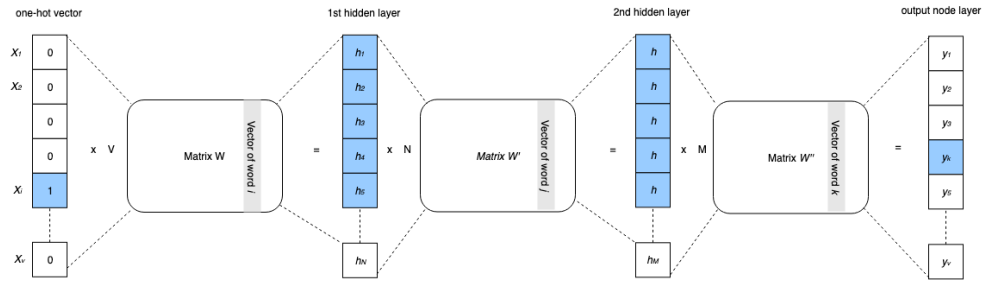 one-hot vector
1st hidden layer
2nd hidden layer
output node layer
X1
0
X2
0
0
0
Xi
1
Xv
0
x V
Matrix W
Vector of word i
=
h1
h2
h3
h4
h5
hN
x N
Matrix W'
Vector of word j
=
h
h
h
h
h
hM
x M
Matrix W''
Vector of word k
=
y1
y2
y3
yk
y5
yv